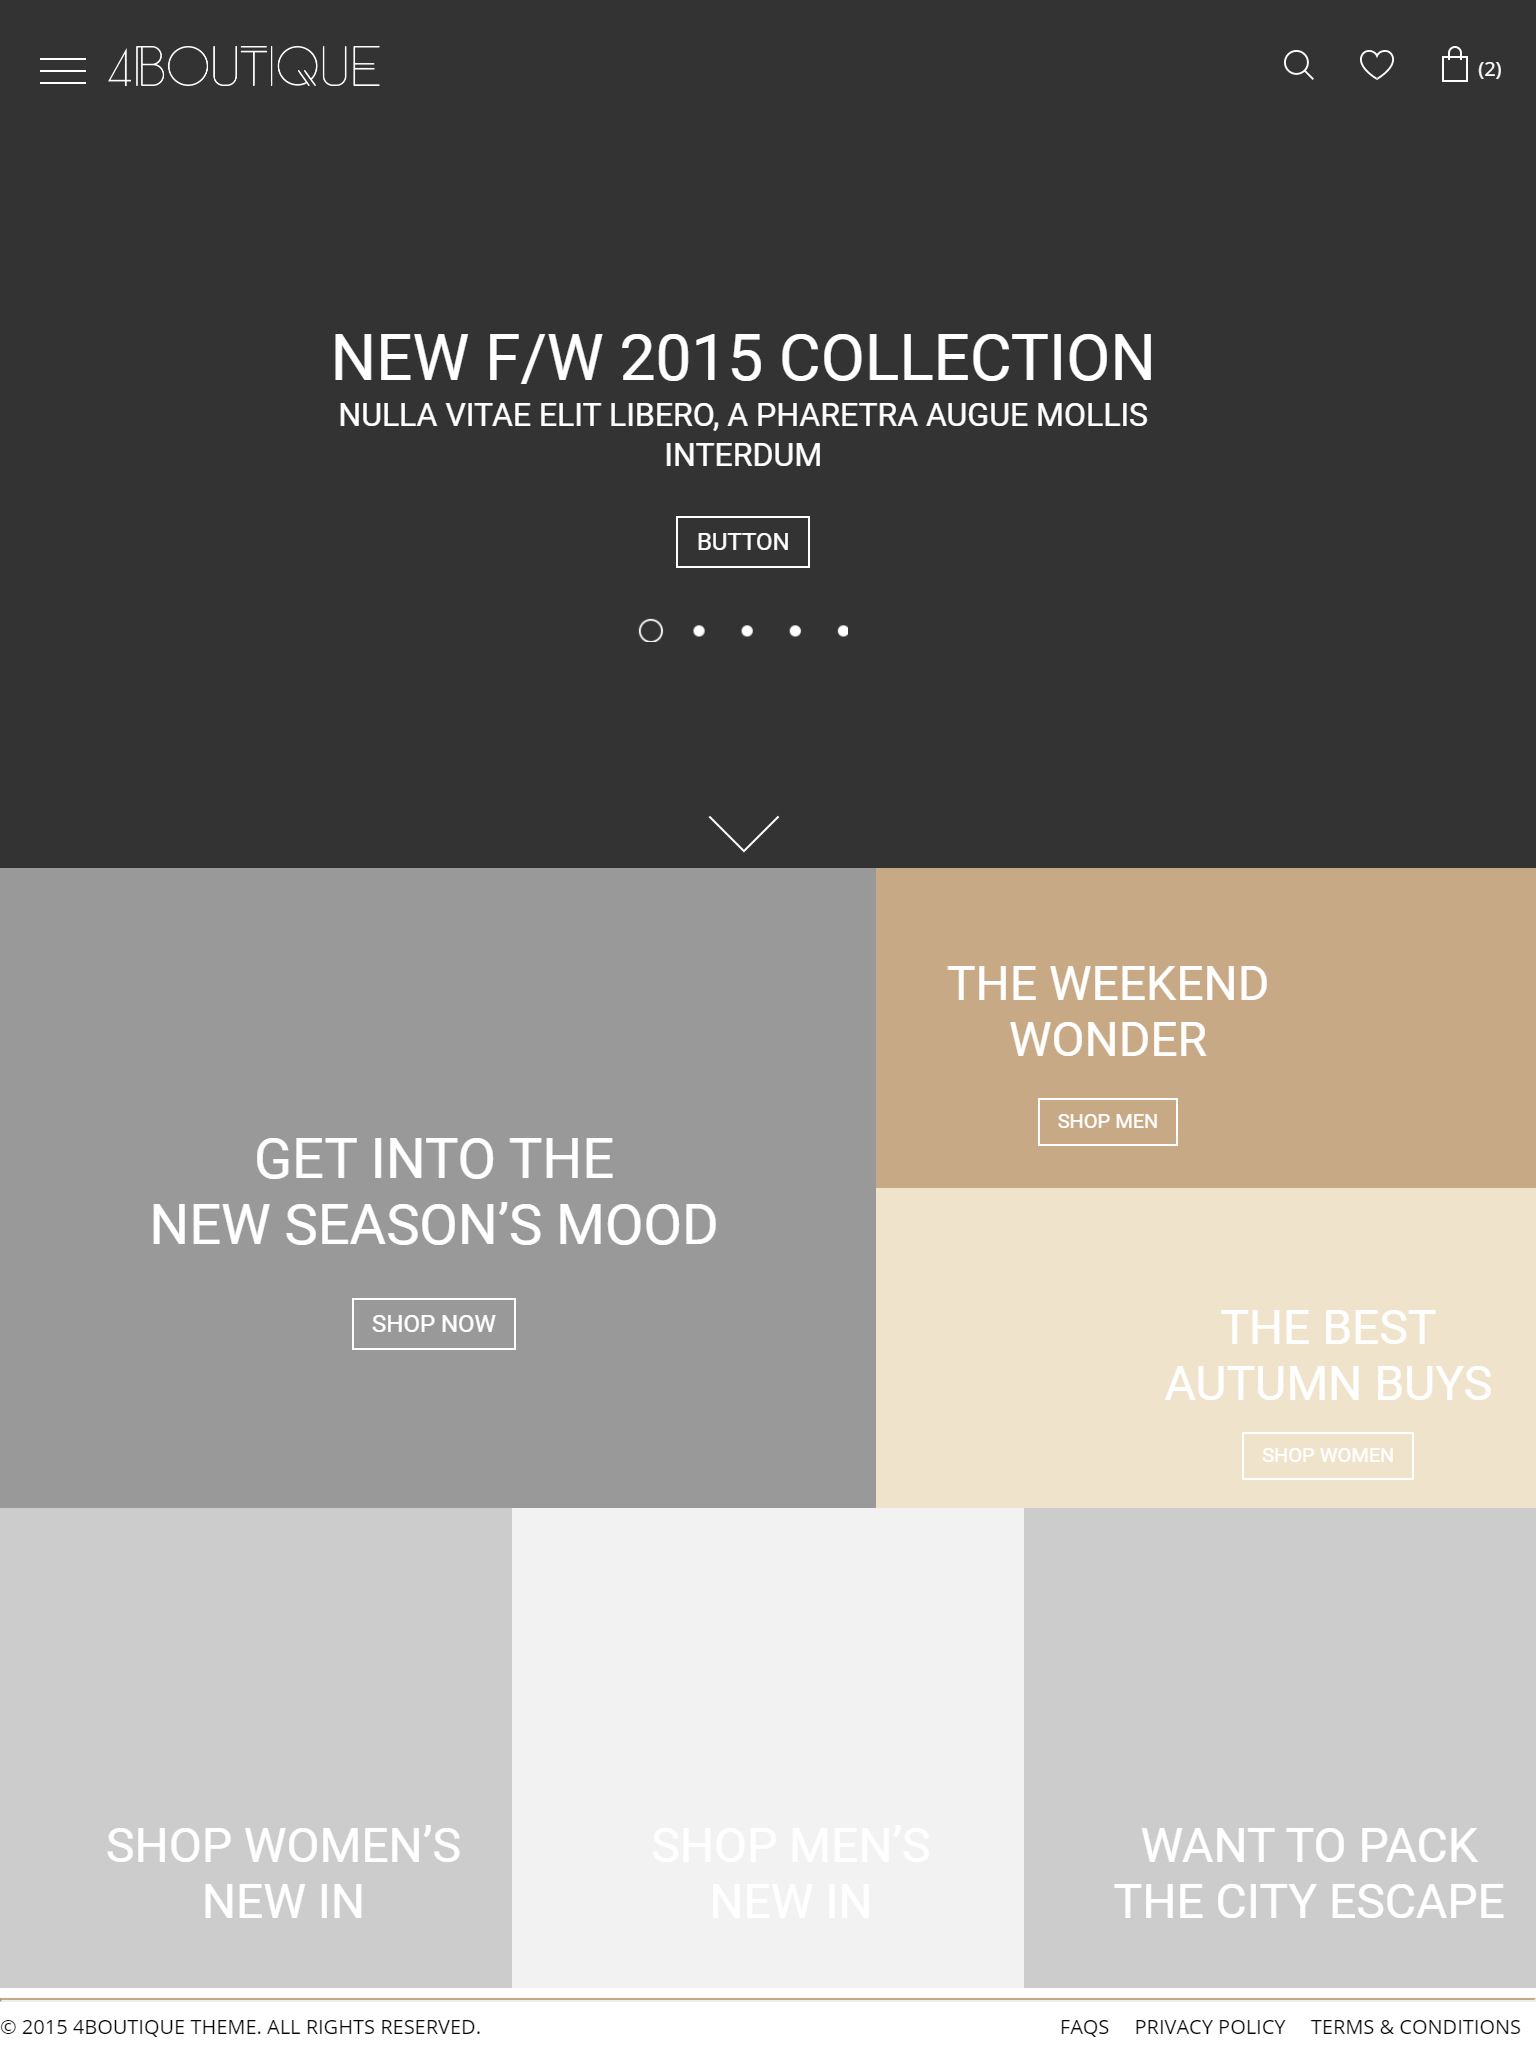 4BOUTIQUE
(2)
NEW F/W 2015 COLLECTION
NULLA VITAE ELIT LIBERO, A PHARETRA AUGUE MOLLIS
INTERDUM
BUTTON
GET INTO THE
NEW SEASON’S MOOD
SHOP NOW
THE WEEKEND
WONDER
SHOP MEN
THE BEST
AUTUMN BUYS
SHOP WOMEN
SHOP WOMEN’S
NEW IN
SHOP MEN’S
NEW IN
WANT TO PACK
THE CITY ESCAPE
© 2015 4BOUTIQUE THEME. ALL RIGHTS RESERVED.
FAQS PRIVACY POLICY TERMS & CONDITIONS